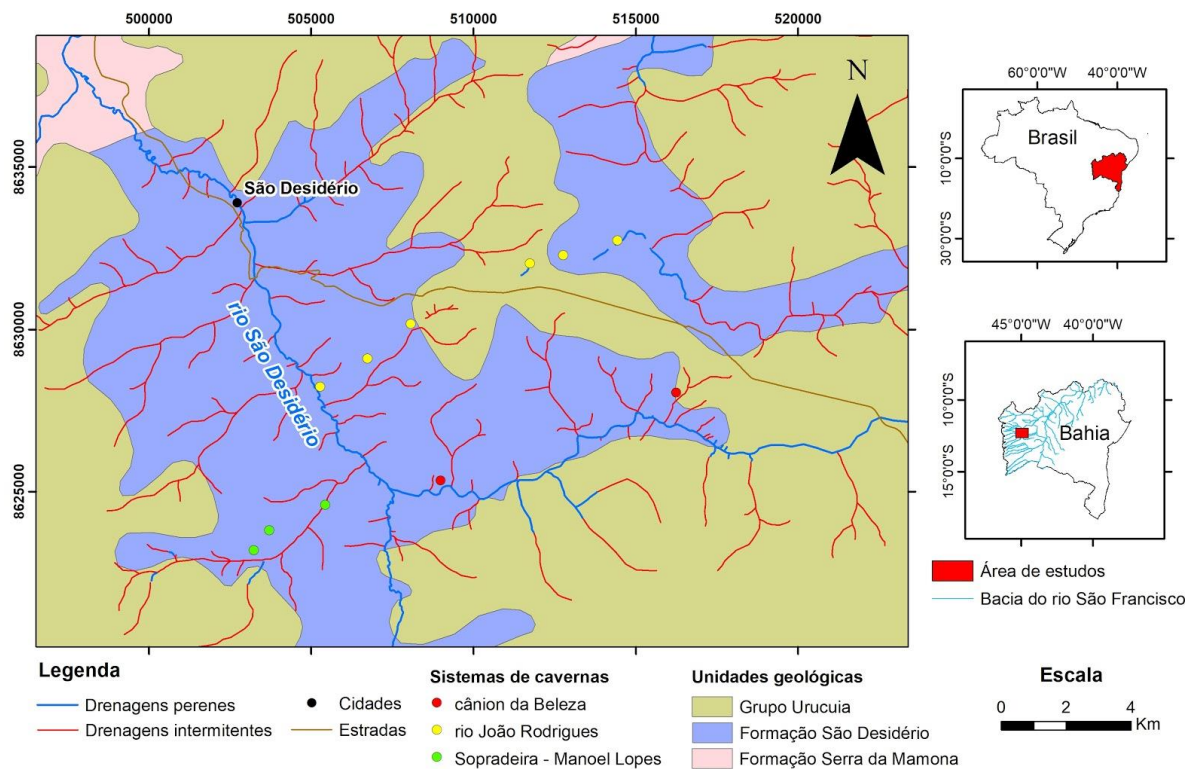 500000
505000
510000
515000
520000
8635000
8630000
8625000
N
São Desidério
rio São Desidério
60°0'0"W
40°0'0"W
10°0'0"S
30°0'0"S
Brasil
45°0'0"W
40°0'0"W
10°0'0"S
15°0'0"S
Bahia
Área de estudos
Bacia do rio São Francisco
Legenda
Drenagens perenes
Drenagens intermitentes
Cidades
Estradas
Sistemas de cavernas
cânion da Beleza
rio João Rodrigues
Sopradeira - Manoel Lopes
Unidades geológicas
Grupo Urucuia
Formação São Desidério
Formação Serra da Mamona
Escala
0 2 4
Km